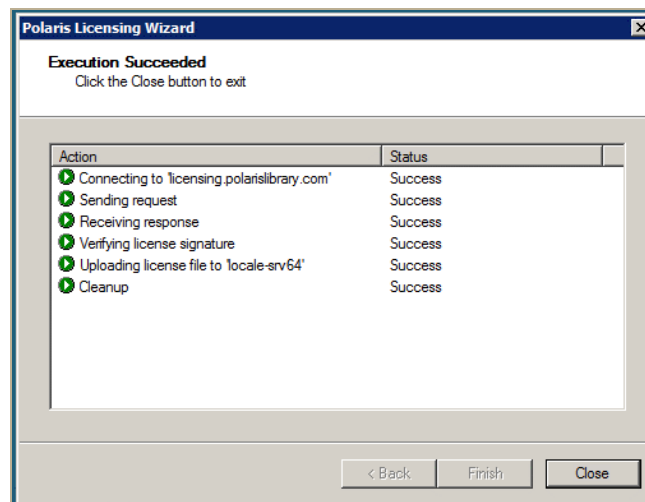 Polaris Licensing Wizard
Execution Succeeded
Click the Close button to exit
Action Status
Connecting to 'licensing.polarislibrary.com' Success
Sending request Success
Receiving response Success
Verifying license signature Success
Uploading license file to 'locale-srv64' Success
Cleanup Success
< Back Finish Close